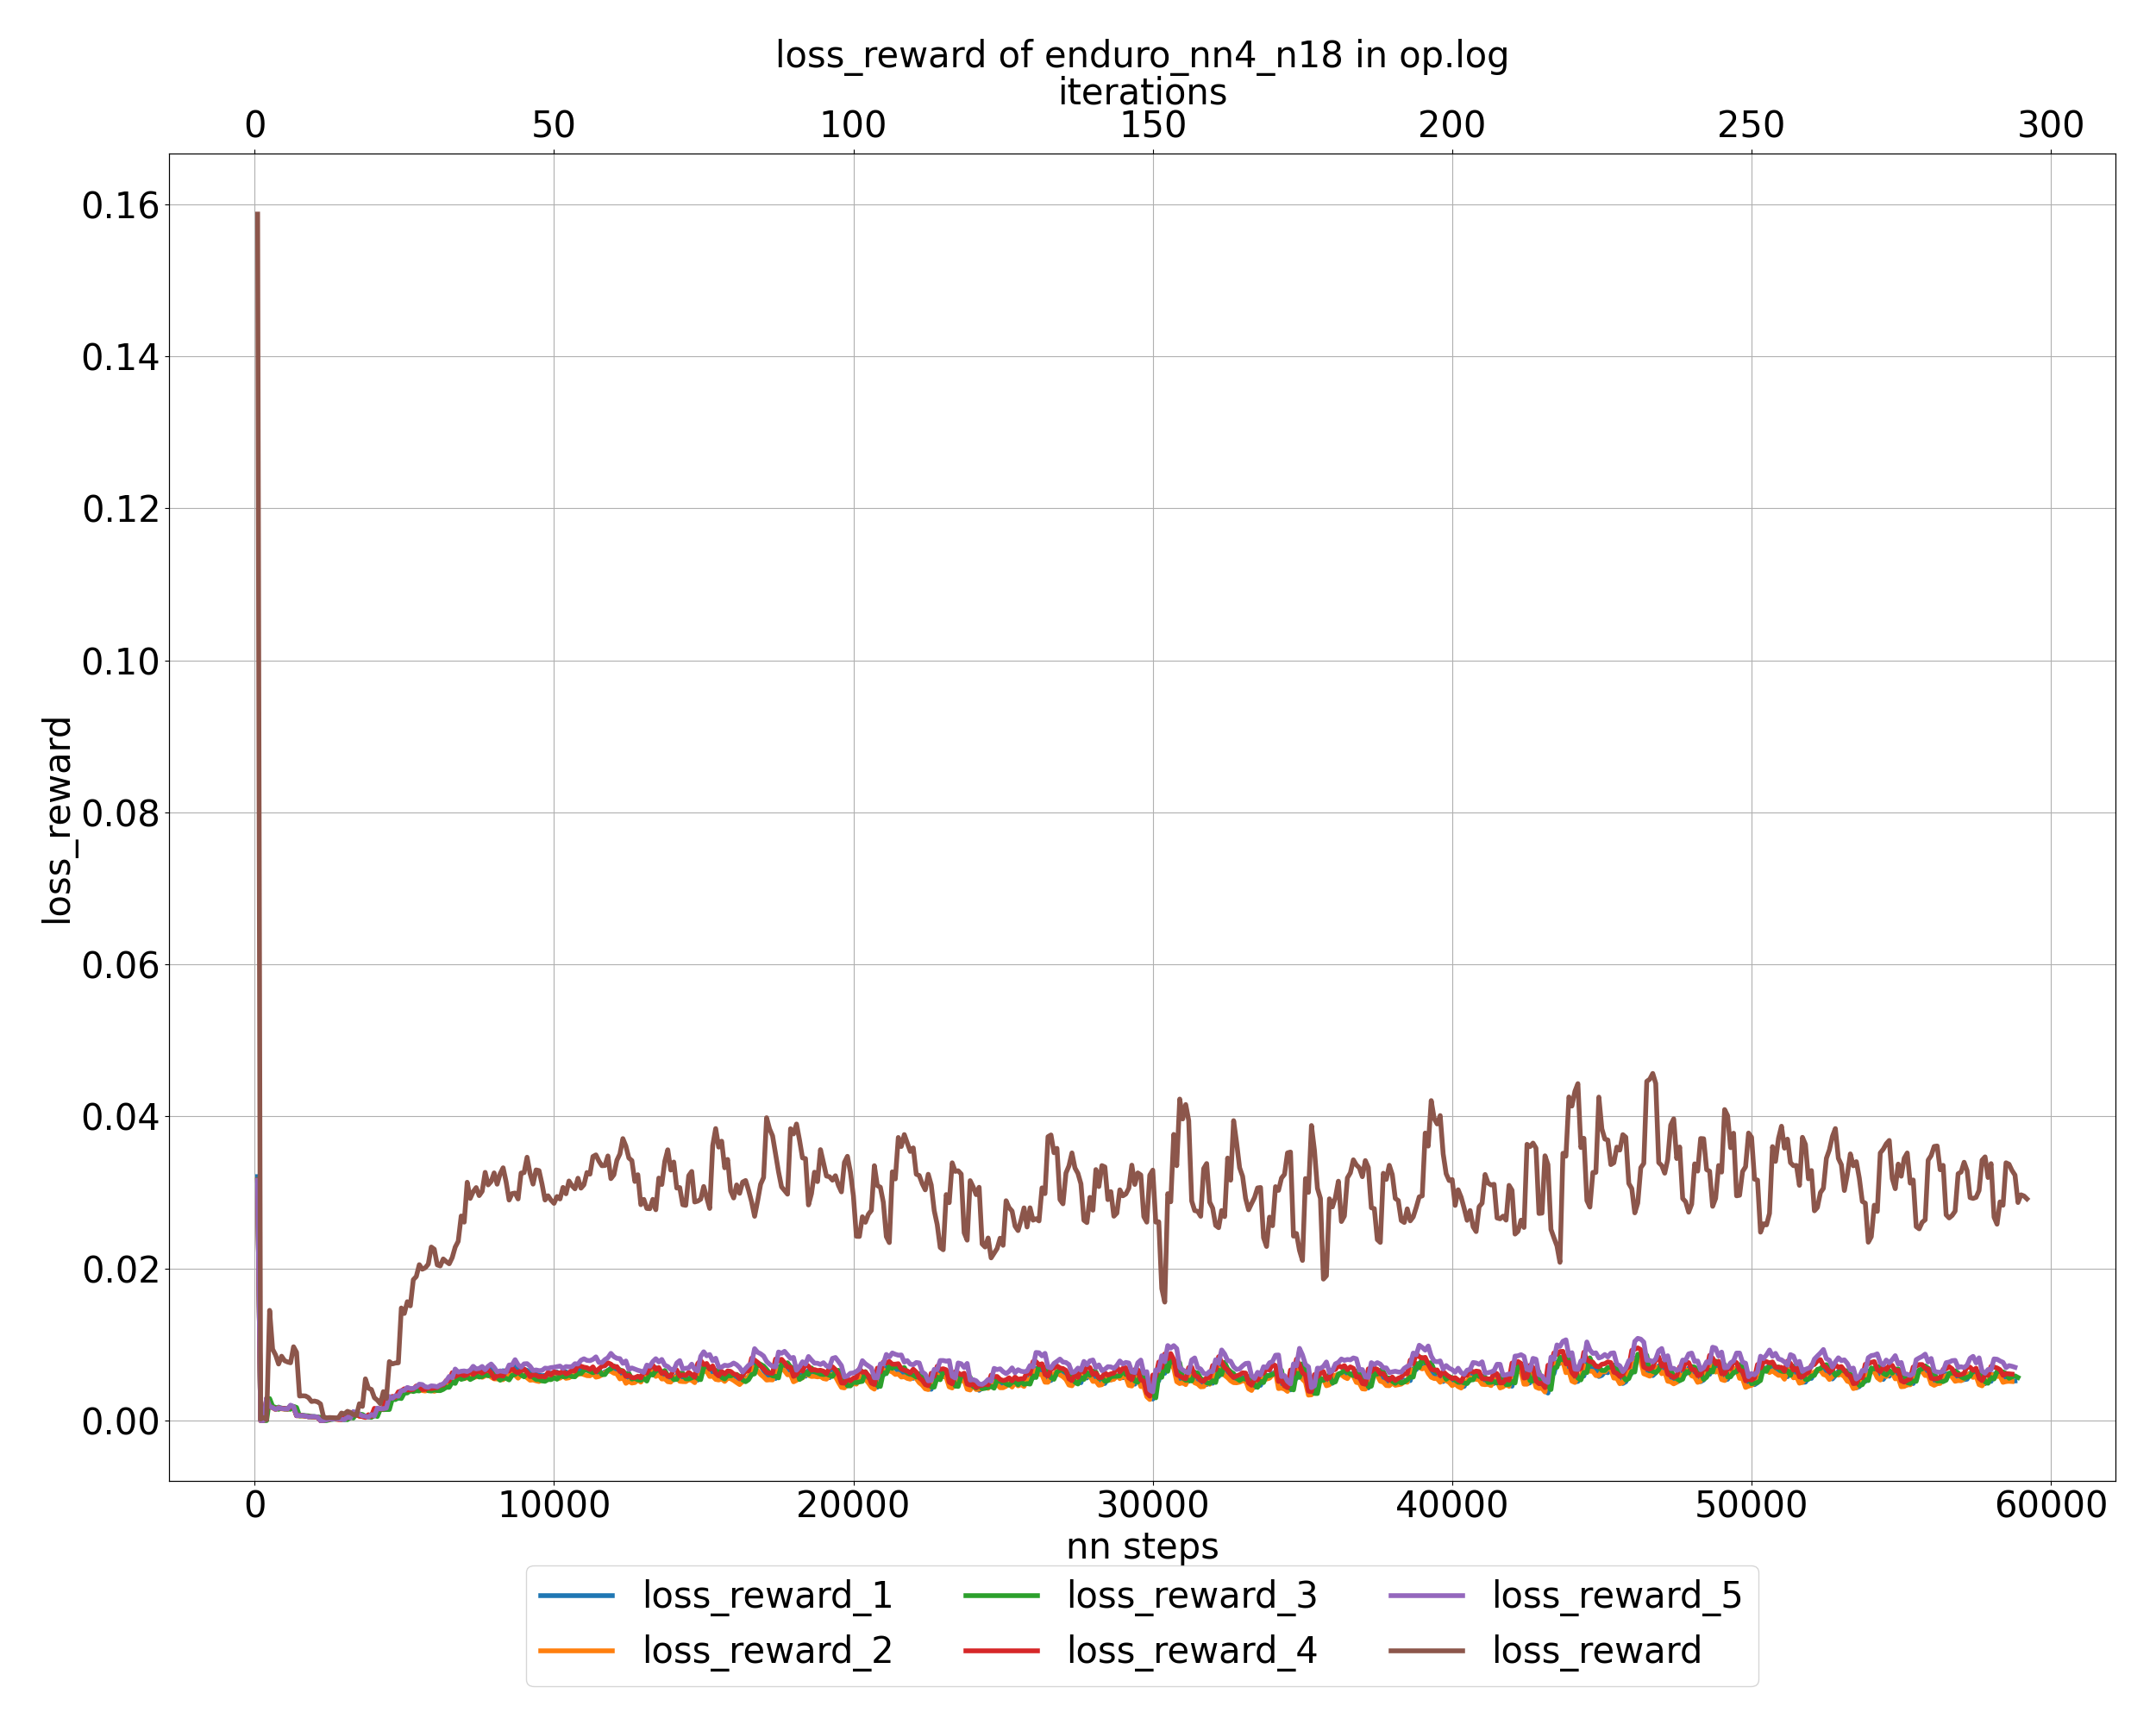 loss_reward of enduro_nn4_n18 in op.log
iterations
0 50 100 150 200 250 300
0.16
0.14
0.12
0.10
0.08
0.06
0.04
0.02
0.00
loss_reward
0 10000 20000 30000 40000 50000 60000
nn steps
loss_reward_1 loss_reward_3 loss_reward_5
loss_reward_2 loss_reward_4 loss_reward